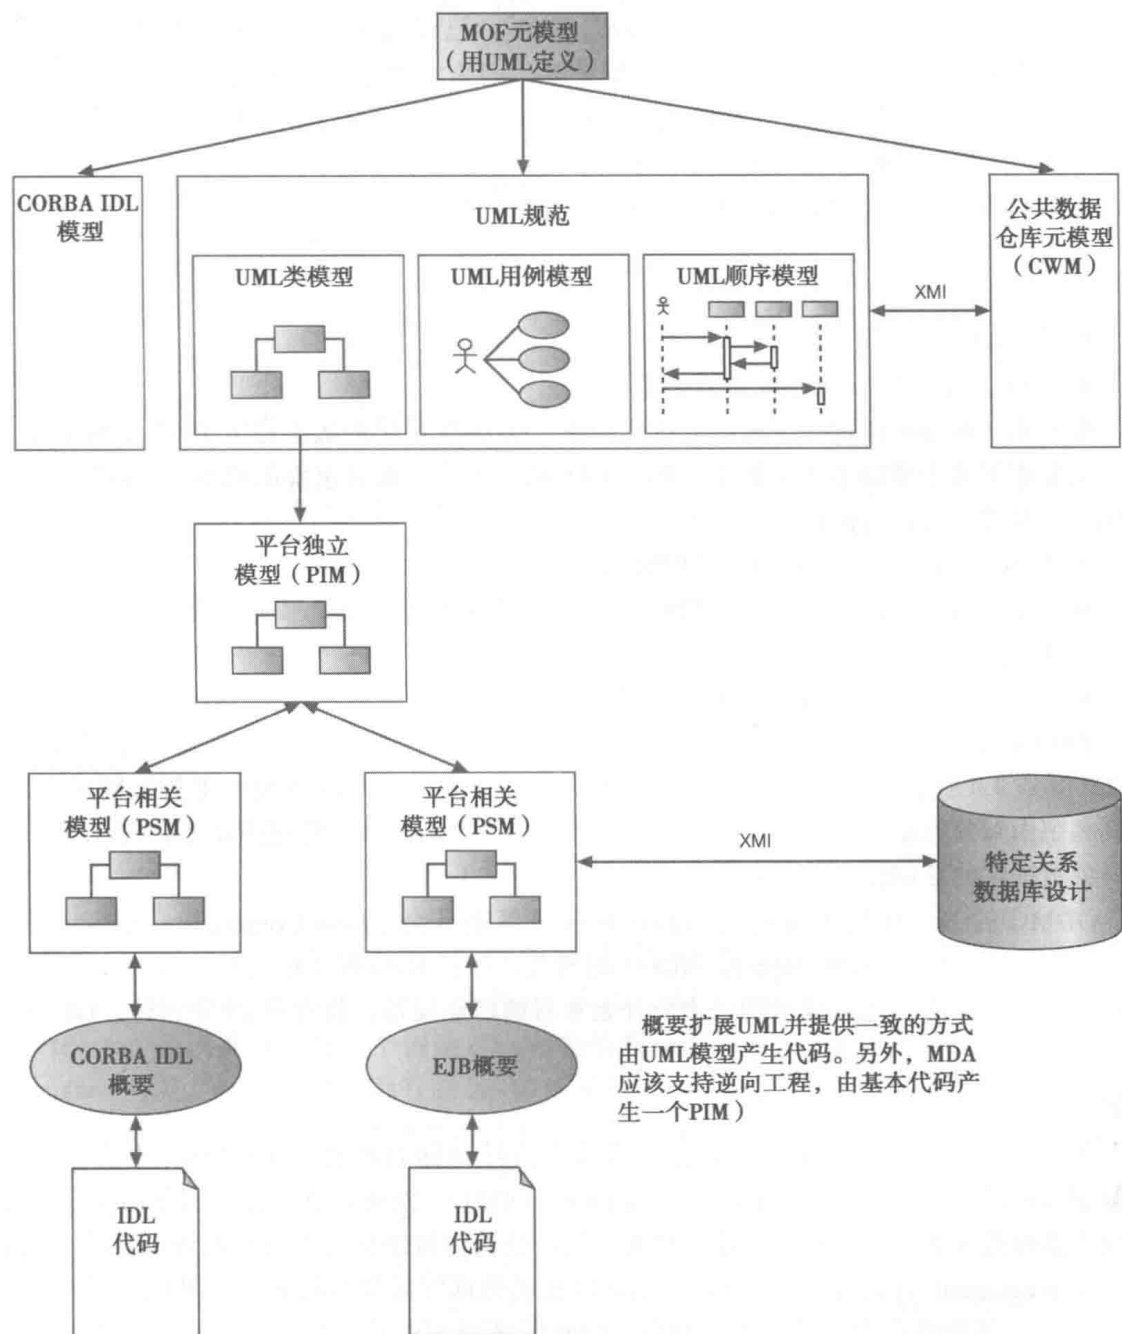 MOF元模型
（用UML定义）
CORBA IDL
模型
UML规范
公共数据
仓库元模型
（CWM）
UML类模型
UML用例模型
UML顺序模型
XMI
平台独立
模型（PIM）
平台相关
模型（PSM）
平台相关
模型（PSM）
XMI
特定关系
数据库设计
CORBA IDL
概要
EJB概要
概要扩展UML并提供一致的方式
由UML模型产生代码。另外，MDA
应该支持逆向工程，由基本代码产
生一个PIM）
IDL
代码
IDL
代码